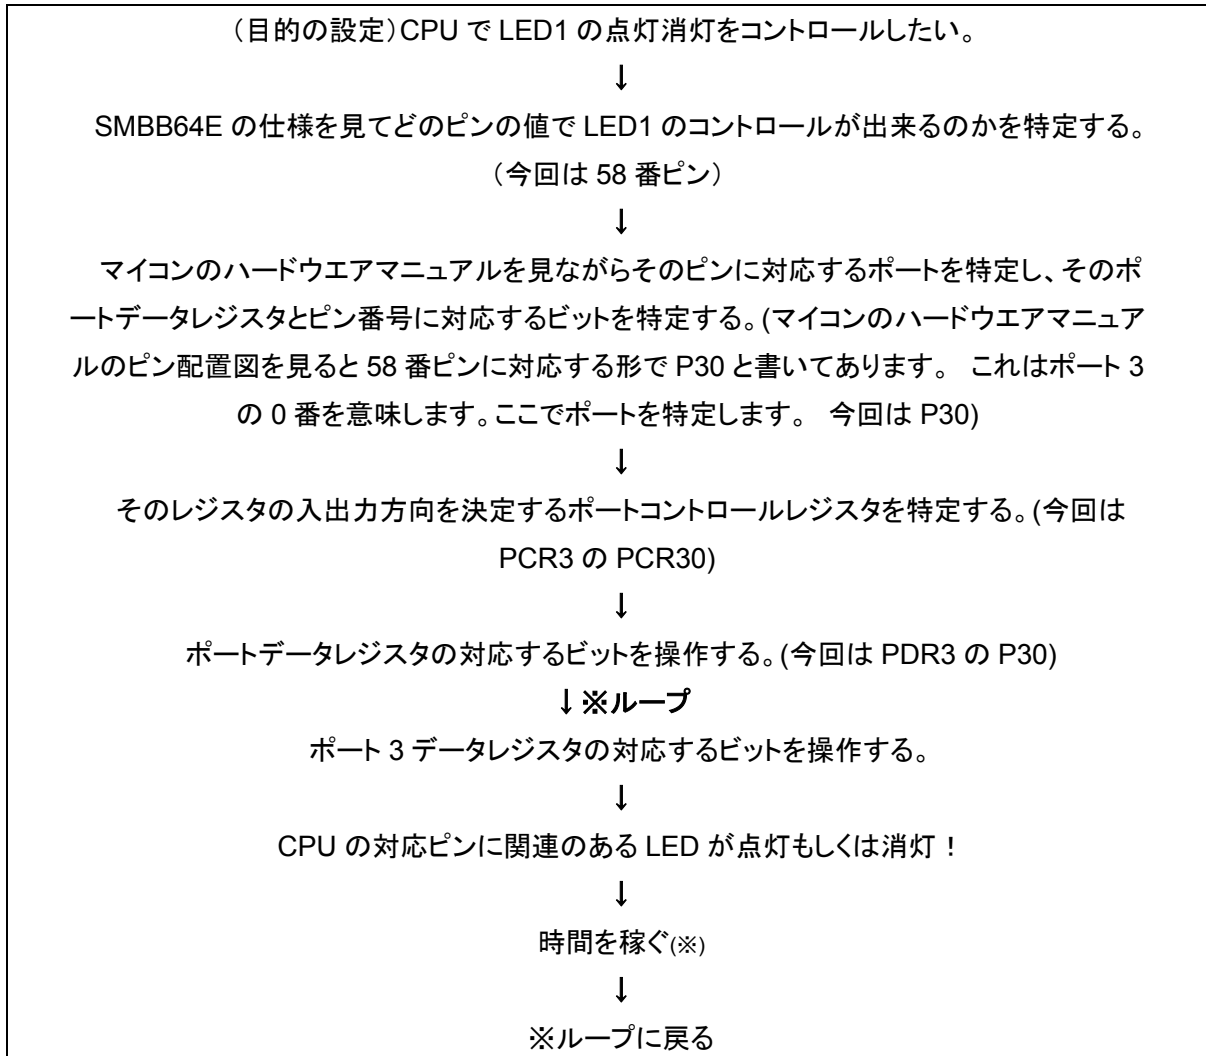 （目的の設定）CPU で LED1 の点灯消灯をコントロールしたい。
↓
SMBB64E の仕様を見てどのピンの値で LED1 のコントロールが出来るのかを特定する。
（今回は 58 番ピン）
↓
マイコンのハードウエアマニュアルを見ながらそのピンに対応するポートを特定し、そのポ
ートデータレジスタとピン番号に対応するビットを特定する。(マイコンのハードウエアマニュア
ルのピン配置図を見ると 58 番ピンに対応する形で P30 と書いてあります。 これはポート 3
の 0 番を意味します。ここでポートを特定します。 今回は P30)
↓
そのレジスタの入出力方向を決定するポートコントロールレジスタを特定する。(今回は
PCR3 の PCR30)
↓
ポートデータレジスタの対応するビットを操作する。(今回は PDR3 の P30)
↓※ループ
ポート 3 データレジスタの対応するビットを操作する。
↓
CPU の対応ピンに関連のある LED が点灯もしくは消灯！
↓
時間を稼ぐ(※)
↓
※ループに戻る